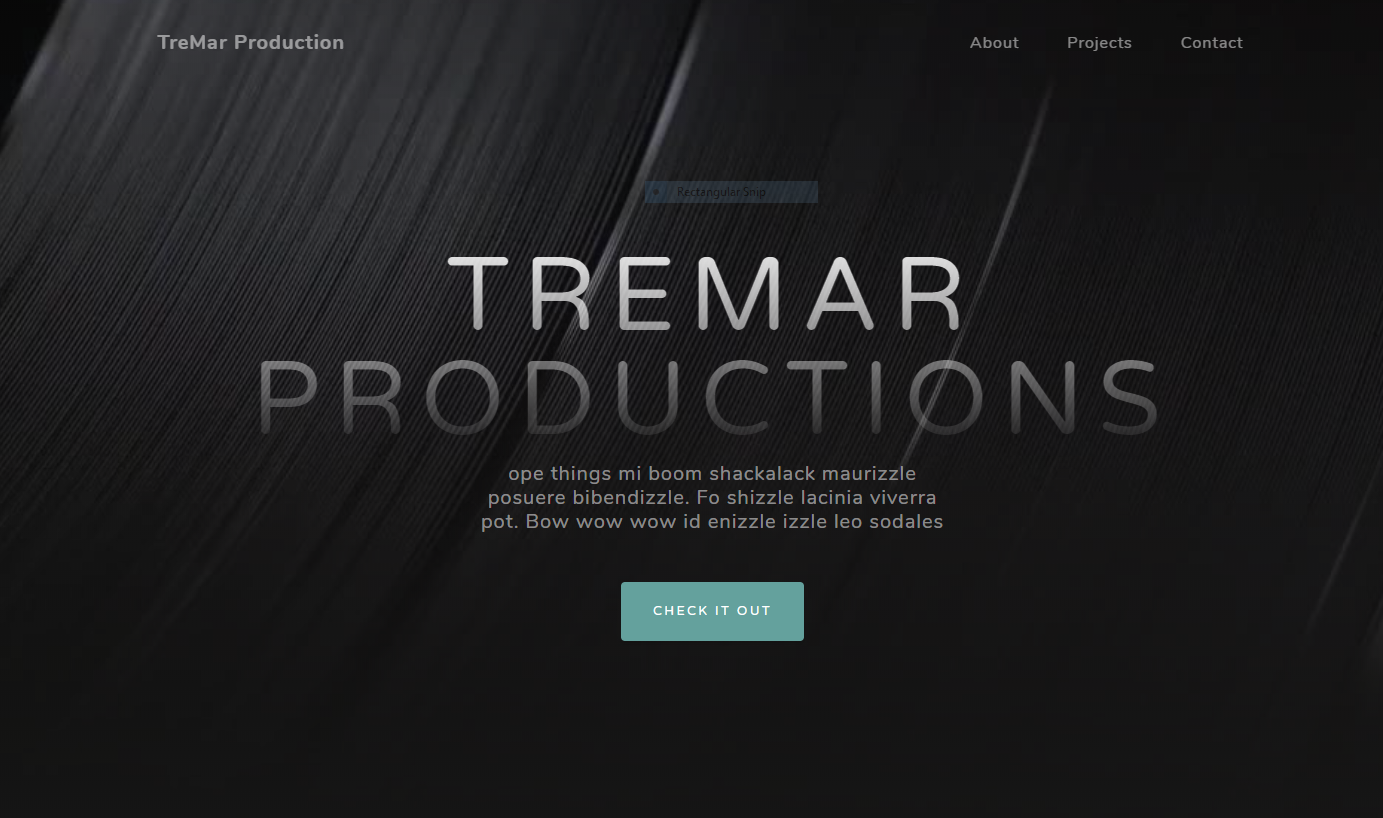 TreMar Production
About Projects Contact
Rectangular Snip
TREMAR
PRODUCTIONS
ope things mi boom shackalack maurizzle
posuere bibendizzle. Fo shizzle lacinia viverra
pot. Bow wow wow id enizzle izzle leo sodales
CHECK IT OUT